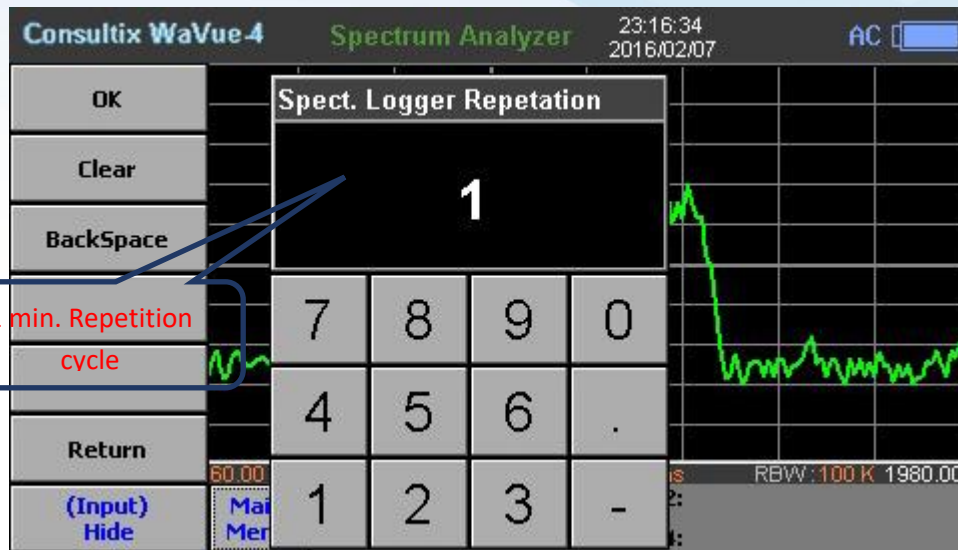 Consultix WaVue-4
Spectrum Analyzer
23:16:34
2016/02/07
AC
OK
Clear
BackSpace
min. Repetition
cycle
Return
(Input)
Hide
Spect. Logger Repetation
1
7 8 9 0
4 5 6 .
1 2 3 -
60.00
RBW:100 K 1980.00